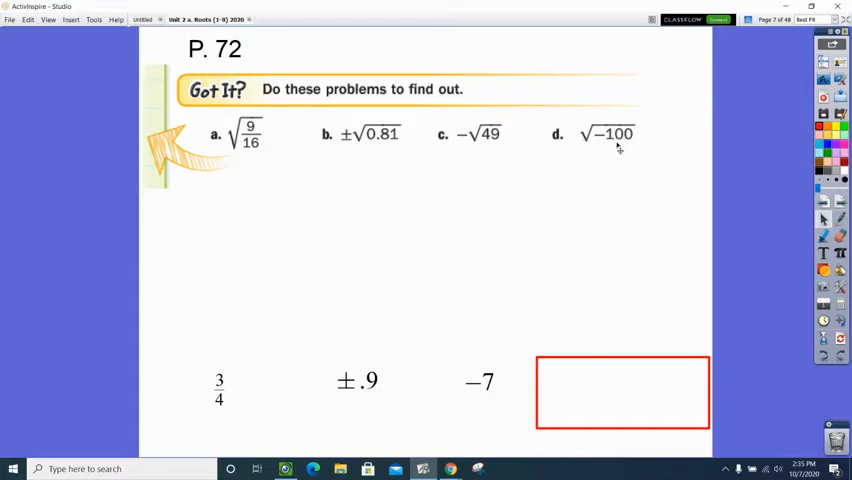 ActivInspire - Studio
File Edit View Insert Tools Help Untitled Unit 2 a. Roots (1-8) 2020 CLASSFLOW Connect Page 7 of 48 Best Fit
P. 72
Got It? Do these problems to find out.
a. √9/16 b. ±√0.81 c. −√49 d. √−100
3/4 ± .9 −7
Type here to search
2:35 PM
10/7/2020
2